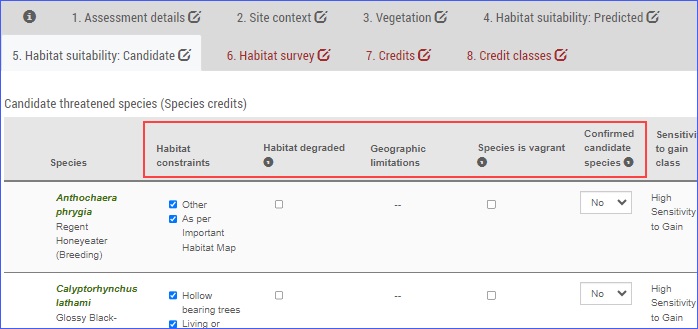 1. Assessment details
2. Site context
3. Vegetation
4. Habitat suitability: Predicted
5. Habitat suitability: Candidate
6. Habitat survey
7. Credits
8. Credit classes
Candidate threatened species (Species credits)
Species
Habitat
constraints
Habitat degraded
Geographic
limitations
Species is vagrant
Confirmed
candidate
species
Sensitivi
to gain
class
Anthochaera
phrygia
Regent
Honeyeater
(Breeding)
Other
As per
Important
Habitat Map
--
No
High
Sensitivity
to Gain
Calyptorhynchus
lathami
Glossy Black-
Hollow
bearing trees
Living or
--
No
High
Sensitivity
to Gain